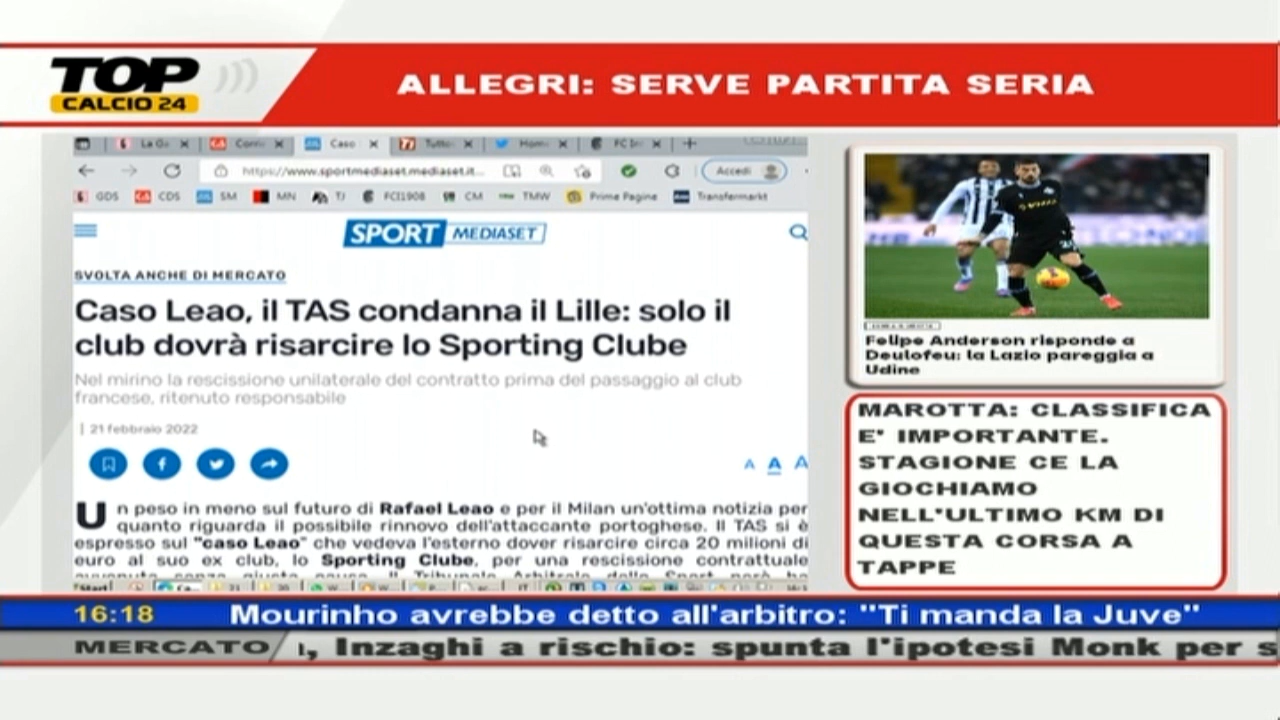 TOP
CALCIO 24
ALLEGRI: SERVE PARTITA SERIA
https://www.sportmediaset.mediaset.it...
Accedi
GDS CDS SM MN TJ FCI1908 CM TMW Prime Pagine Transfermarkt
SPORT MEDIASET
SVOLTA ANCHE DI MERCATO
Caso Leao, il TAS condanna il Lille: solo il
club dovrà risarcire lo Sporting Clube
Nel mirino la rescissione unilaterale del contratto prima del passaggio al club
francese, ritenuto responsabile
21 febbraio 2022
A A A
Un peso in meno sul futuro di Rafael Leao e per il Milan un'ottima notizia per
quanto riguarda il possibile rinnovo dell'attaccante portoghese. Il TAS si è
espresso sul "caso Leao" che vedeva l'esterno dover risarcire circa 20 milioni di
euro al suo ex club, lo Sporting Clube, per una rescissione contrattuale
Felipe Anderson risponde a
Deulofeu: la Lazio pareggia a
Udine
MAROTTA: CLASSIFICA
E' IMPORTANTE.
STAGIONE CE LA
GIOCHIAMO
NELL'ULTIMO KM DI
QUESTA CORSA A
TAPPE
16:18 Mourinho avrebbe detto all'arbitro: "Ti manda la Juve"
MERCATO , Inzaghi a rischio: spunta l'ipotesi Monk per s